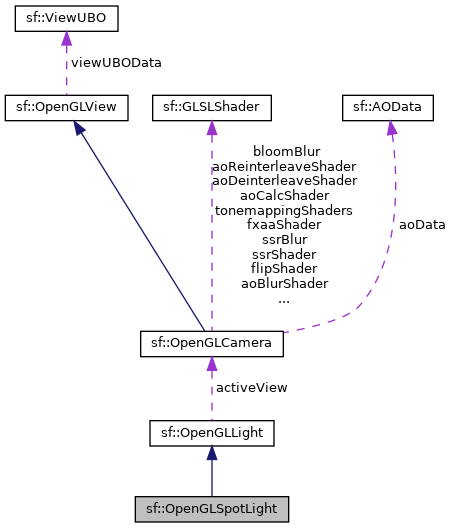 sf::ViewUBO
viewUBOData
sf::OpenGLView
sf::GLSLShader
sf::AOData
bloomBlur
aoReinterleaveShader
aoDeinterleaveShader
aoCalcShader
tonemappingShaders
fxaaShader
ssrBlur
ssrShader
flipShader
aoBlurShader
...
aoData
sf::OpenGLCamera
activeView
sf::OpenGLLight
sf::OpenGLSpotLight